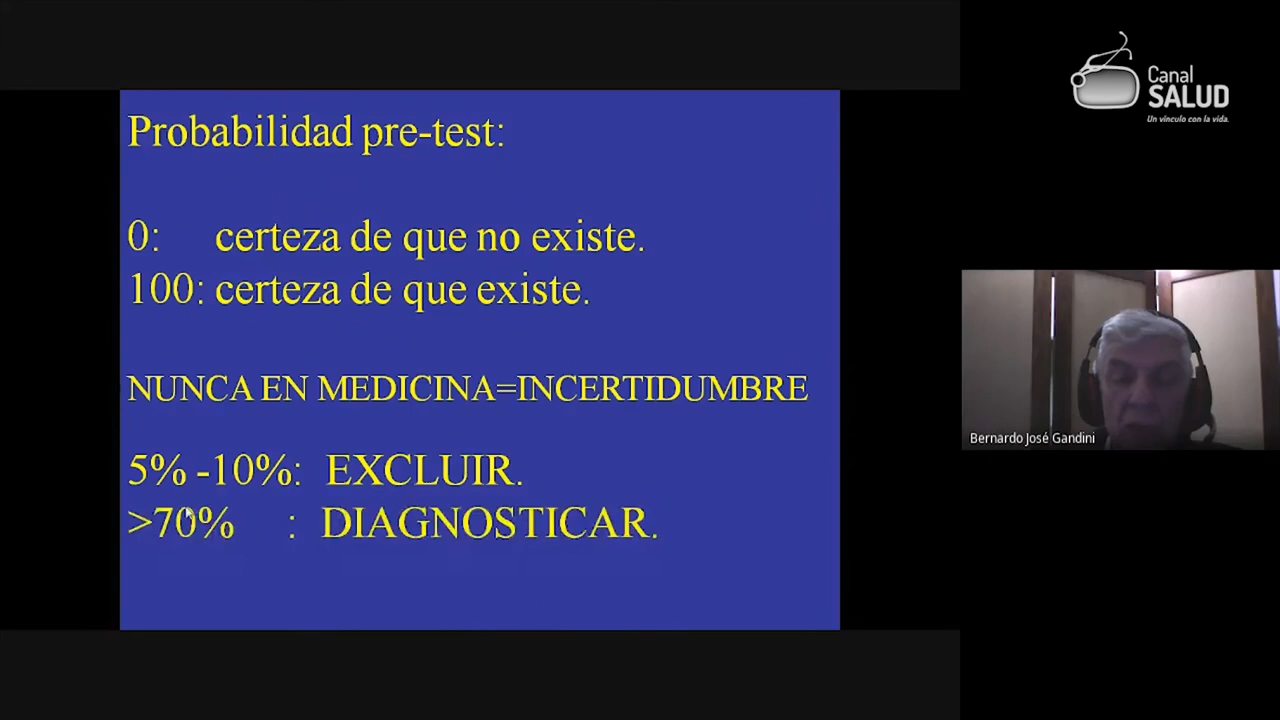 Probabilidad pre-test:
0: certeza de que no existe.
100: certeza de que existe.
NUNCA EN MEDICINA=INCERTIDUMBRE
5% -10%: EXCLUIR.
>70% : DIAGNOSTICAR.
Canal
SALUD
Un vínculo con la vida.
Bernardo José Gandini